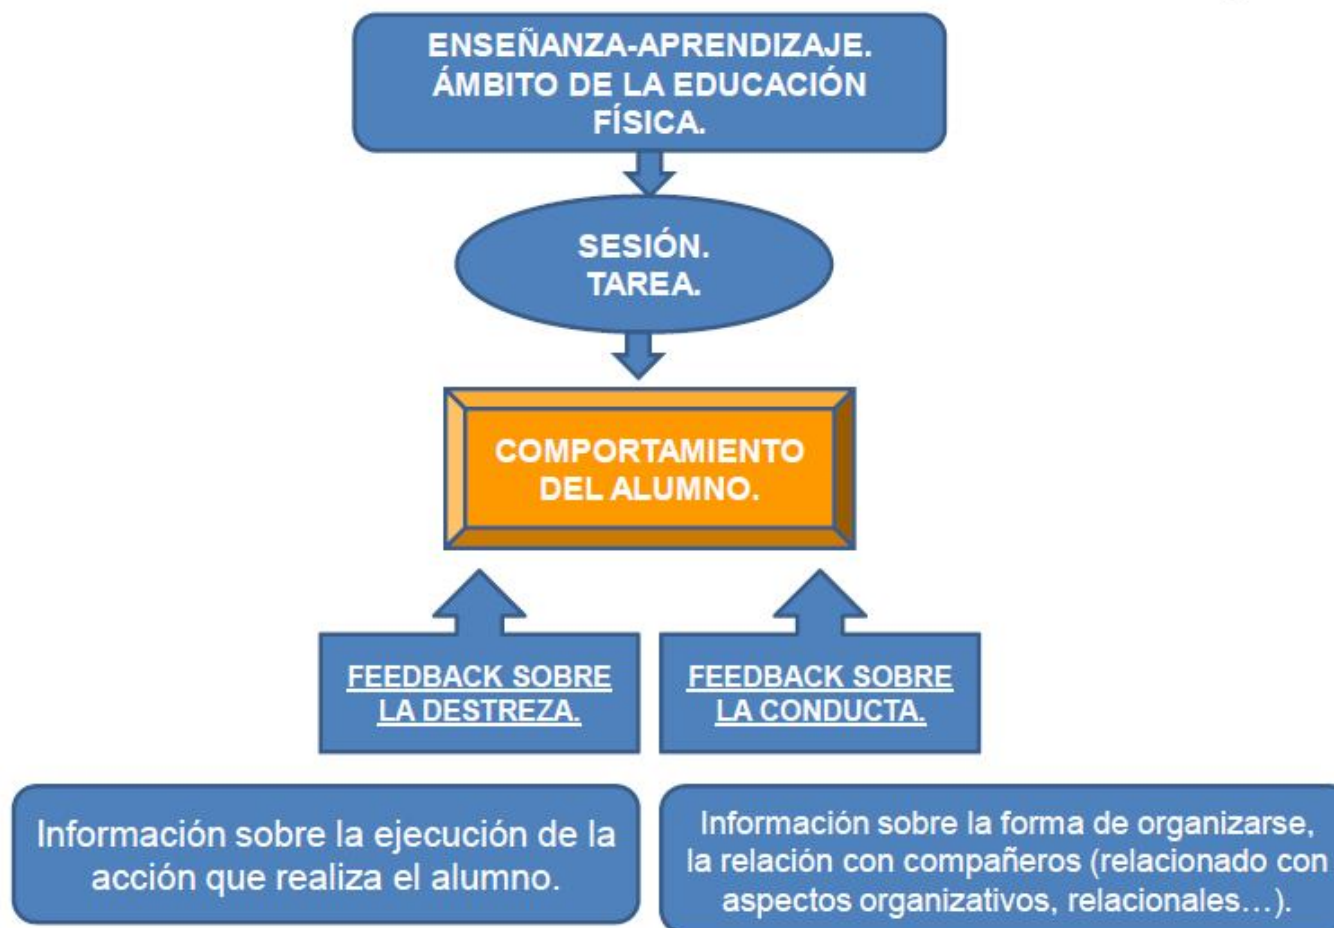 ENSEÑANZA-APRENDIZAJE.
ÁMBITO DE LA EDUCACIÓN
FÍSICA.
SESIÓN.
TAREA.
COMPORTAMIENTO
DEL ALUMNO.
FEEDBACK SOBRE
LA DESTREZA.
FEEDBACK SOBRE
LA CONDUCTA.
Información sobre la ejecución de la
acción que realiza el alumno.
Información sobre la forma de organizarse,
la relación con compañeros (relacionado con
aspectos organizativos, relacionales…).